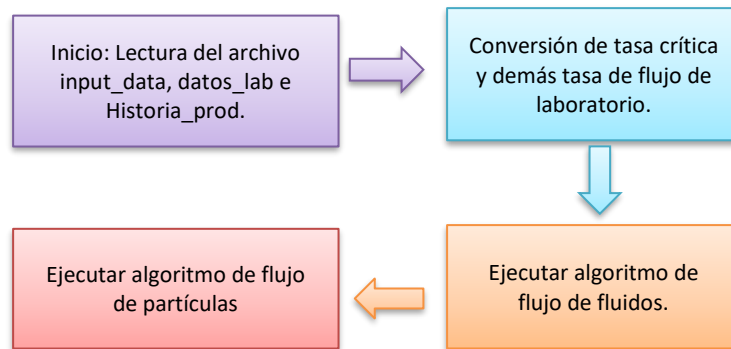 Inicio: Lectura del archivo
input_data, datos_lab e
Historia_prod.
Conversión de tasa crítica
y demás tasa de flujo de
laboratorio.
Ejecutar algoritmo de
flujo de fluidos.
Ejecutar algoritmo de flujo
de partículas